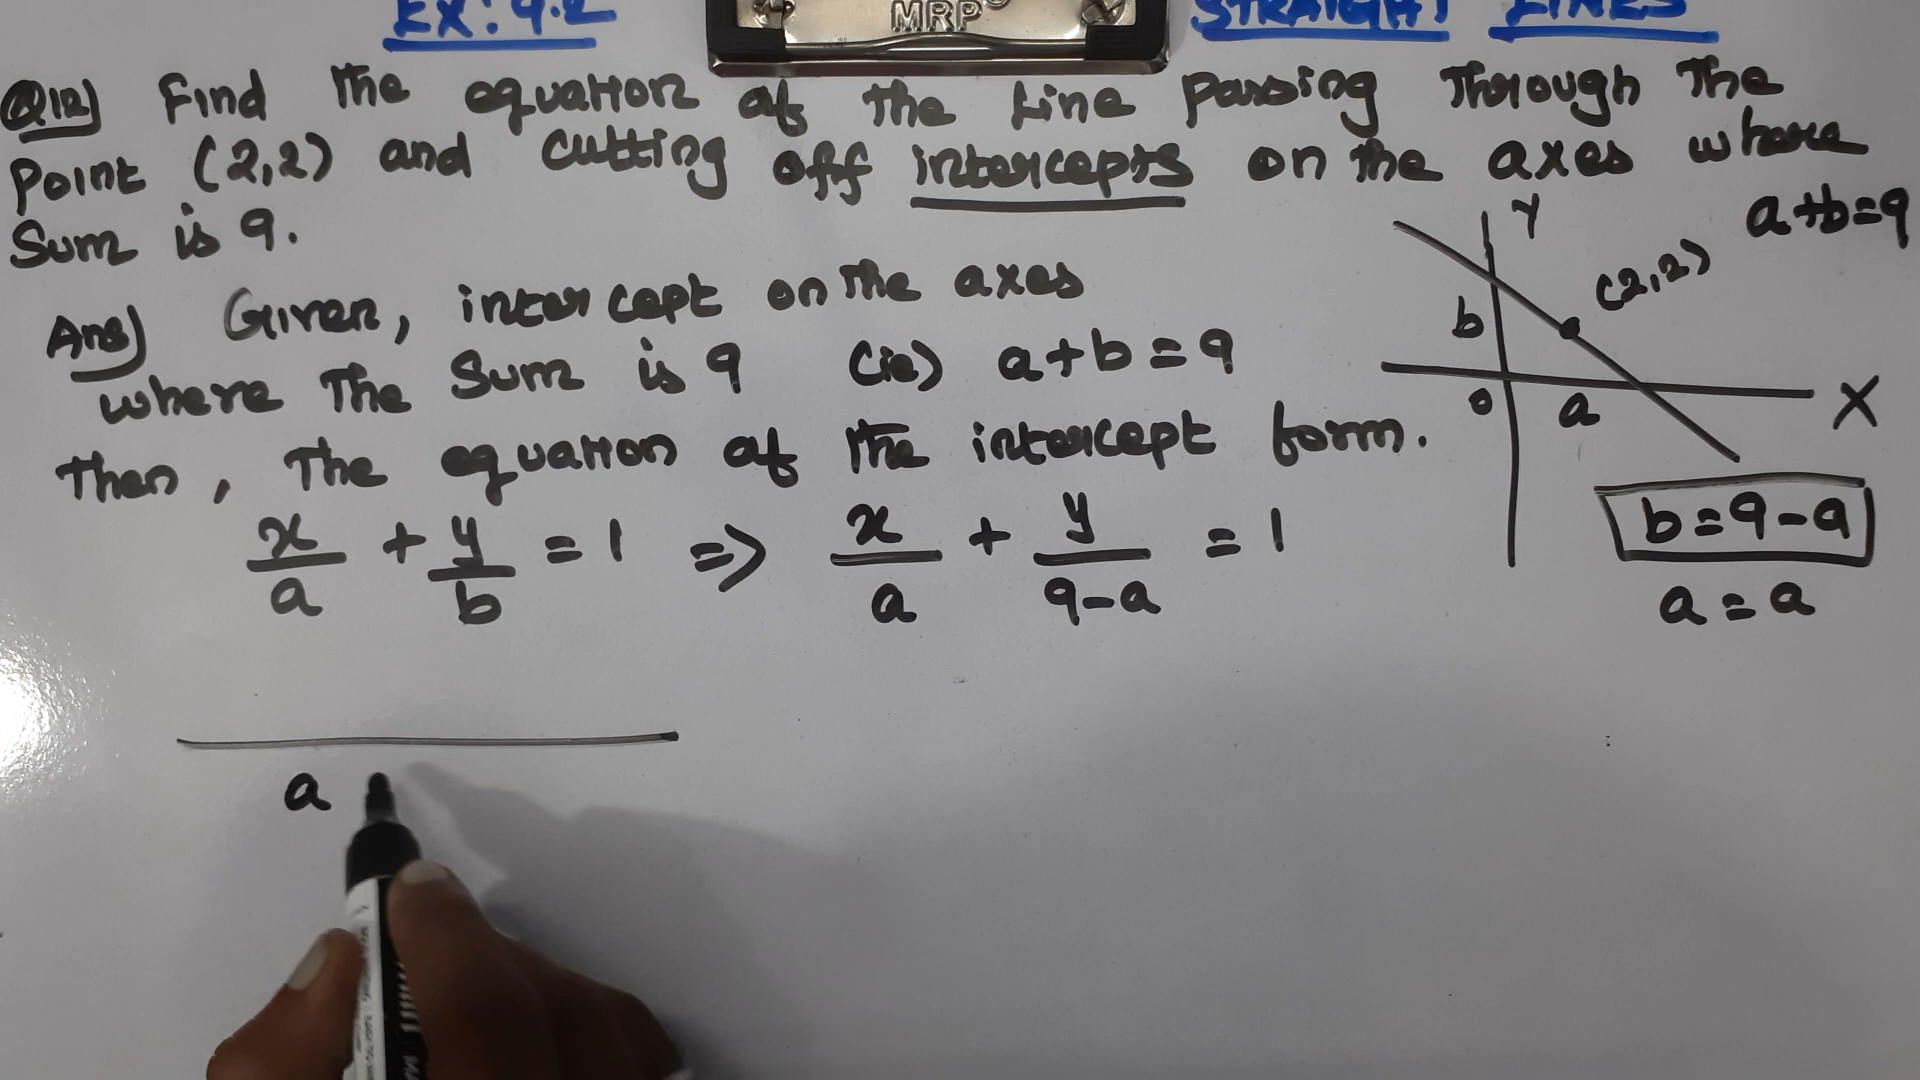 EX: 9.2
MRP
STRAIGHT LINES
Q12) Find the equation of the Line passing Through The
Point (2,2) and cutting off intercepts on the axes where
Sum is 9.
a+b=9
Y
(2,2)
b
X
o
a
b=9-a
a=a
Ans) Given, intercept on the axes
where The Sum is 9 (ie) a+b=9
Then, The equation of the intercept form.
x/a + y/b = 1 => x/a + y/9-a = 1
a